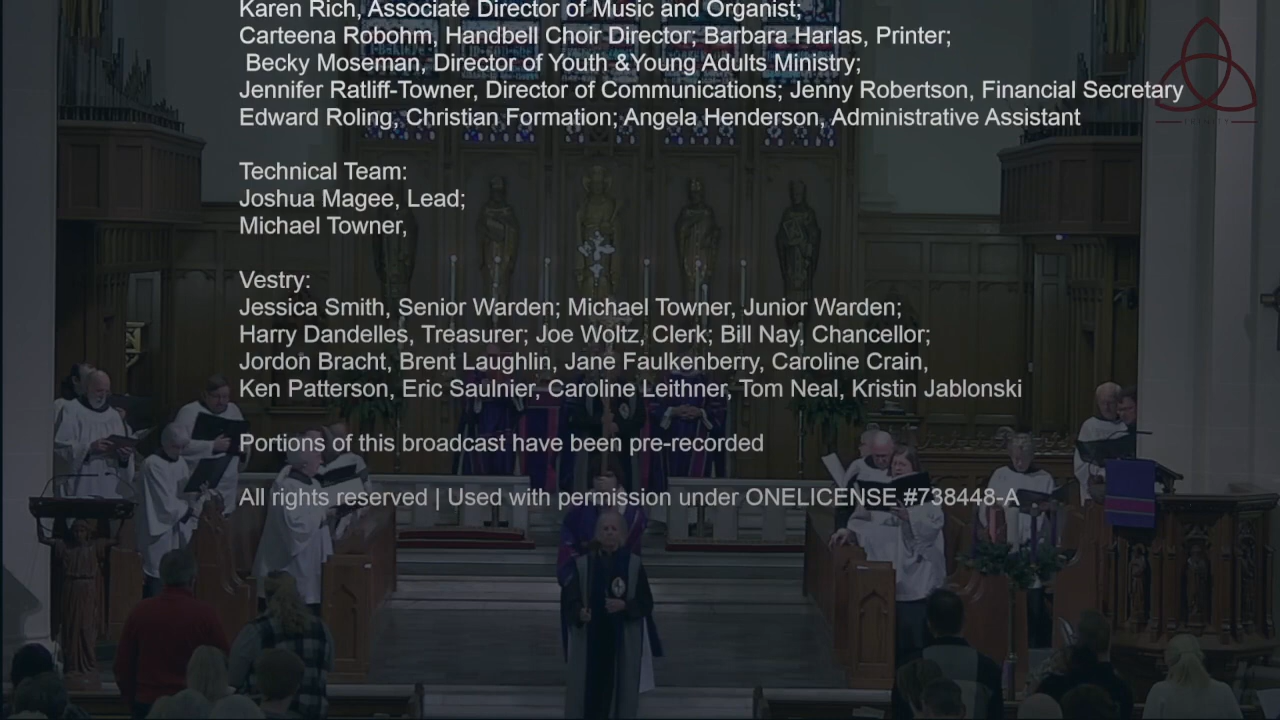 Karen Rich, Associate Director of Music and Organist;
Carteena Robohm, Handbell Choir Director; Barbara Harlas, Printer;
Becky Moseman, Director of Youth &Young Adults Ministry;
Jennifer Ratliff-Towner, Director of Communications; Jenny Robertson, Financial Secretary
Edward Roling, Christian Formation; Angela Henderson, Administrative Assistant
Technical Team:
Joshua Magee, Lead;
Michael Towner,
Vestry:
Jessica Smith, Senior Warden; Michael Towner, Junior Warden;
Harry Dandelles, Treasurer; Joe Woltz, Clerk; Bill Nay, Chancellor;
Jordon Bracht, Brent Laughlin, Jane Faulkenberry, Caroline Crain,
Ken Patterson, Eric Saulnier, Caroline Leithner, Tom Neal, Kristin Jablonski
Portions of this broadcast have been pre-recorded
All rights reserved | Used with permission under ONELICENSE #738448-A
TRINITY